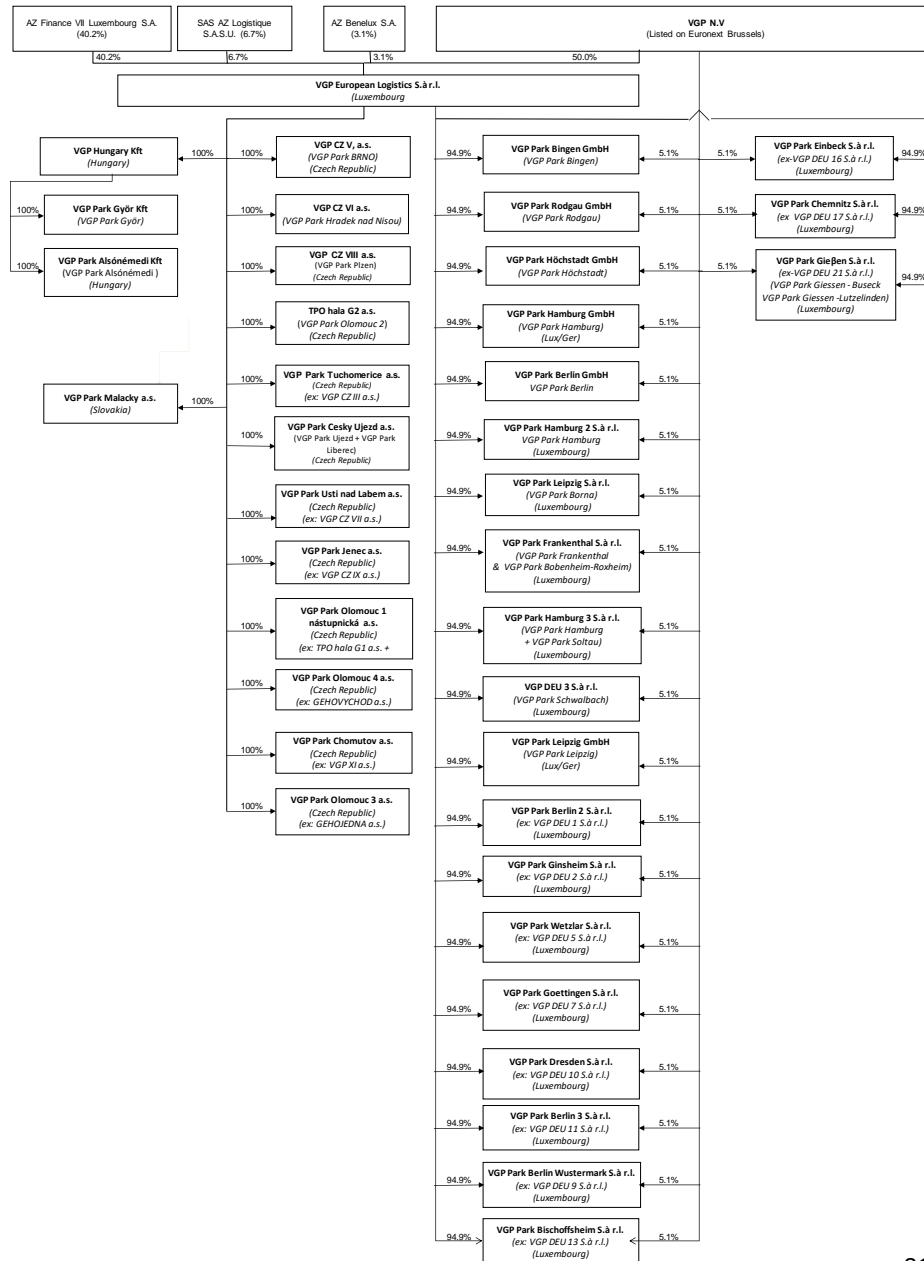 AZ Finance VII Luxembourg S.A.
(40.2%)
SAS AZ Logistique
S.A.S.U. (6.7%)
AZ Benelux S.A.
(3.1%)
VGP N.V
(Listed on Euronext Brussels)
40.2%
6.7%
3.1%
50.0%
VGP European Logistics S.à r.l.
(Luxembourg
VGP Hungary Kft
(Hungary)
100%
100%
VGP Park Györ Kft
(VGP Park Györ)
100%
VGP Park Alsónémedi Kft
(VGP Park Alsónémedi )
(Hungary)
VGP Park Malacky a.s.
(Slovakia)
100%
100%
VGP CZ V, a.s.
(VGP Park BRNO)
(Czech Republic)
100%
VGP CZ VI a.s.
(VGP Park Hradek nad Nisou)
100%
VGP CZ VIII a.s.
(VGP Park Plzen)
(Czech Republic)
100%
TPO hala G2 a.s.
(VGP Park Olomouc 2)
(Czech Republic)
100%
VGP Park Tuchomerice a.s.
(Czech Republic)
(ex: VGP CZ III a.s.)
100%
VGP Park Cesky Ujezd a.s.
(VGP Park Ujezd + VGP Park
Liberec)
(Czech Republic)
100%
VGP Park Usti nad Labem a.s.
(Czech Republic)
(ex: VGP CZ VII a.s.)
100%
VGP Park Jenec a.s.
(Czech Republic)
(ex: VGP CZ IX a.s.)
100%
VGP Park Olomouc 1
nástupnická a.s.
(Czech Republic)
(ex: TPO hala G1 a.s. +
100%
VGP Park Olomouc 4 a.s.
(Czech Republic)
(ex: GEHOVYCHOD a.s.)
100%
VGP Park Chomutov a.s.
(Czech Republic)
(ex: VGP XI a.s.)
100%
VGP Park Olomouc 3 a.s.
(Czech Republic)
(ex: GEHOJEDNA a.s.)
94.9%
VGP Park Bingen GmbH
(VGP Park Bingen)
5.1%
94.9%
VGP Park Rodgau GmbH
(VGP Park Rodgau)
5.1%
94.9%
VGP Park Höchstadt GmbH
(VGP Park Höchstadt)
5.1%
94.9%
VGP Park Hamburg GmbH
(VGP Park Hamburg)
(Lux/Ger)
5.1%
94.9%
VGP Park Berlin GmbH
VGP Park Berlin
5.1%
94.9%
VGP Park Hamburg 2 S.à r.l.
VGP Park Hamburg
(Luxembourg)
5.1%
94.9%
VGP Park Leipzig S.à r.l.
(VGP Park Borna)
(Luxembourg)
5.1%
94.9%
VGP Park Frankenthal S.à r.l.
(VGP Park Frankenthal
& VGP Park Bobenheim-Roxheim)
(Luxembourg)
5.1%
94.9%
VGP Park Hamburg 3 S.à r.l.
(VGP Park Hamburg
+ VGP Park Soltau)
(Luxembourg)
5.1%
94.9%
VGP DEU 3 S.à r.l.
(VGP Park Schwalbach)
(Luxembourg)
5.1%
94.9%
VGP Park Leipzig GmbH
(VGP Park Leipzig)
(Lux/Ger)
5.1%
94.9%
VGP Park Berlin 2 S.à r.l.
(ex: VGP DEU 1 S.à r.l.)
(Luxembourg)
5.1%
94.9%
VGP Park Ginsheim S.à r.l.
(ex: VGP DEU 2 S.à r.l.)
(Luxembourg)
5.1%
94.9%
VGP Park Wetzlar S.à r.l.
(ex: VGP DEU 5 S.à r.l.)
(Luxembourg)
5.1%
94.9%
VGP Park Goettingen S.à r.l.
(ex: VGP DEU 7 S.à r.l.)
(Luxembourg)
5.1%
94.9%
VGP Park Dresden S.à r.l.
(ex: VGP DEU 10 S.à r.l.)
(Luxembourg)
5.1%
94.9%
VGP Park Berlin 3 S.à r.l.
(ex: VGP DEU 11 S.à r.l.)
(Luxembourg)
5.1%
94.9%
VGP Park Berlin Wustermark S.à r.l.
(ex: VGP DEU 9 S.à r.l.)
(Luxembourg)
5.1%
94.9%
VGP Park Bischoffsheim S.à r.l.
(ex: VGP DEU 13 S.à r.l.)
(Luxembourg)
5.1%
5.1%
VGP Park Einbeck S.à r.l.
(ex-VGP DEU 16 S.à r.l.)
(Luxembourg)
94.9%
VGP Park Chemnitz S.à r.l.
(ex VGP DEU 17 S.à r.l.)
(Luxembourg)
94.9%
5.1%
VGP Park Gieβen S.à r.l.
(ex-VGP DEU 21 S.à r.l.)
(VGP Park Giessen - Buseck
VGP Park Giessen -Lutzelinden)
(Luxembourg)
94.9%